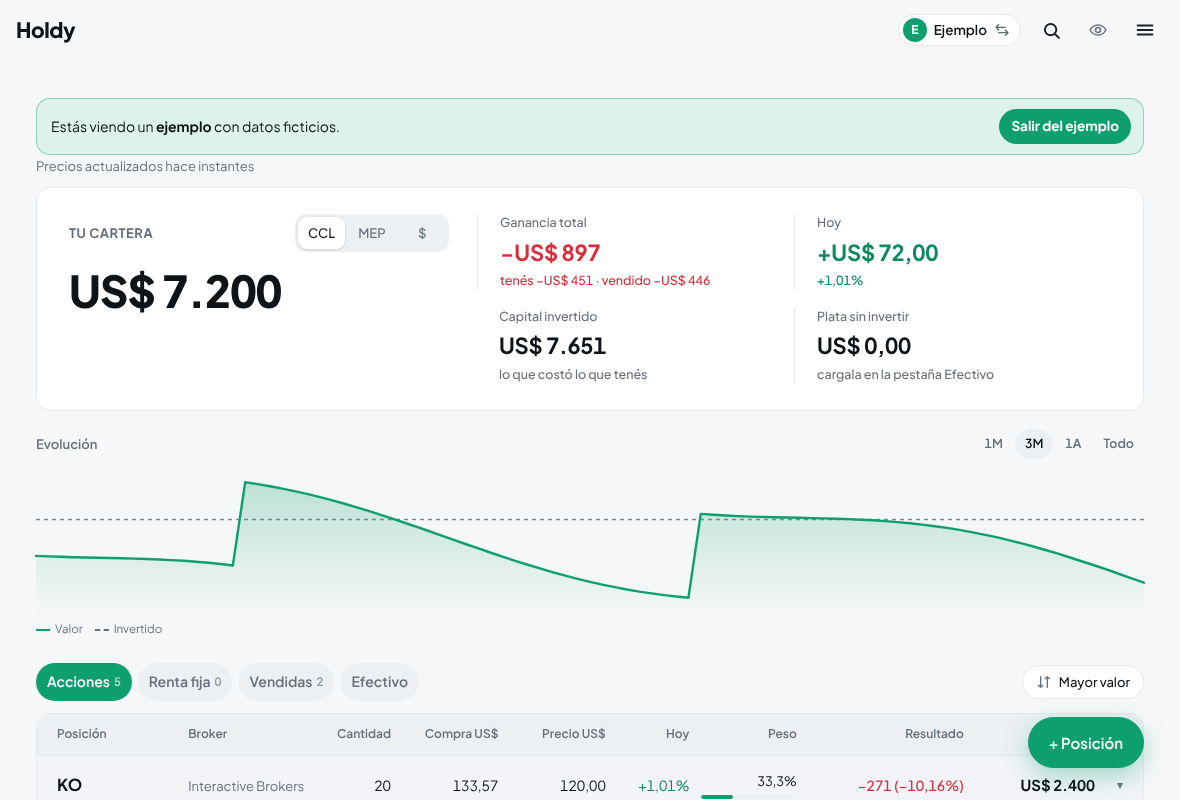 Holdy
E Ejemplo
Estás viendo un ejemplo con datos ficticios.
Salir del ejemplo
Precios actualizados hace instantes
TU CARTERA
CCL MEP $
US$ 7.200
Ganancia total
−US$ 897
tenés −US$ 451 · vendido −US$ 446
Hoy
+US$ 72,00
+1,01%
Capital invertido
US$ 7.651
lo que costó lo que tenés
Plata sin invertir
US$ 0,00
cargala en la pestaña Efectivo
Evolución
1M 3M 1A Todo
Valor Invertido
Acciones 5 Renta fija 0 Vendidas 2 Efectivo
Mayor valor
Posición Broker Cantidad Compra US$ Precio US$ Hoy Peso Resultado
+ Posición
KO Interactive Brokers 20 133,57 120,00 +1,01% 33,3% −271 (−10,16%) US$ 2.400